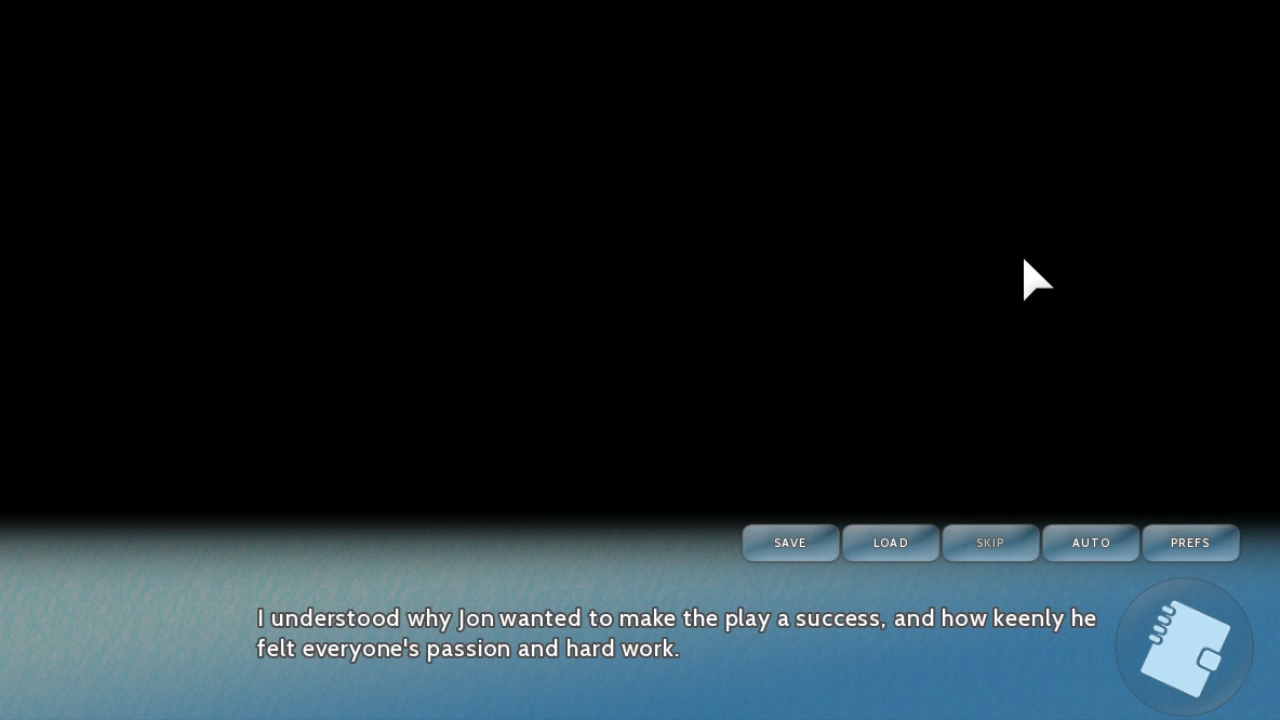 SAVE LOAD SKIP AUTO PREFS
I understood why Jon wanted to make the play a success, and how keenly he
felt everyone's passion and hard work.